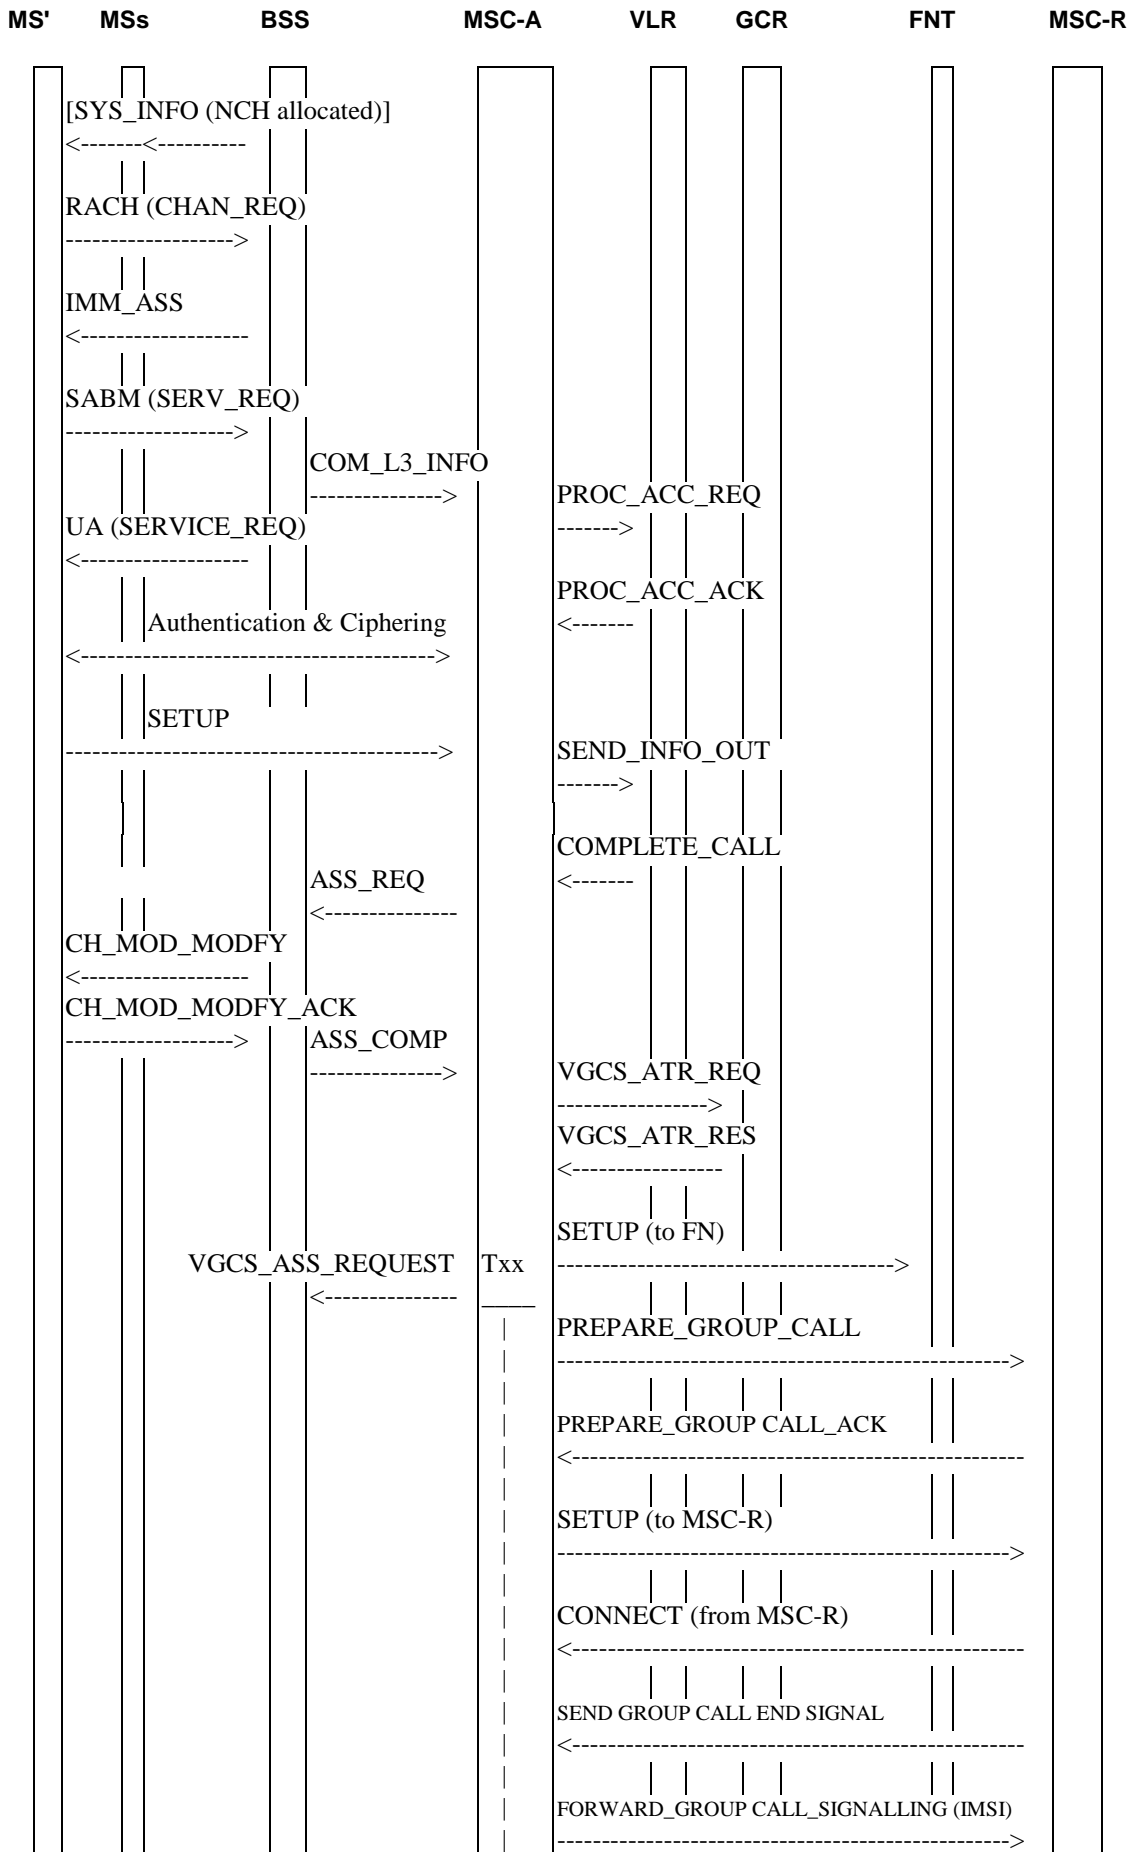 MS' MSs BSS MSC-A VLR GCR FNT MSC-R
[SYS_INFO (NCH allocated)]
<-------<----------
RACH (CHAN_REQ)
------------------->
IMM_ASS
<-------------------
SABM (SERV_REQ)
------------------->
COM_L3_INFO
---------------> PROC_ACC_REQ
UA (SERVICE_REQ) ------->
<-------------------
PROC_ACC_ACK
Authentication & Ciphering <-------
<---------------------------------------->
SETUP
------------------------------------------> SEND_INFO_OUT
------->
COMPLETE_CALL
ASS_REQ <-------
<---------------
CH_MOD_MODFY
<-------------------
CH_MOD_MODFY_ACK
-------------------> ASS_COMP
---------------> VGCS_ATR_REQ
----------------->
VGCS_ATR_RES
<-----------------
SETUP (to FN)
VGCS_ASS_REQUEST Txx -------------------------------------->
<--------------- ____
| PREPARE_GROUP_CALL
| --------------------------------------------------->
|
| PREPARE_GROUP CALL_ACK
| <---------------------------------------------------
|
| SETUP (to MSC-R)
| --------------------------------------------------->
|
| CONNECT (from MSC-R)
| <---------------------------------------------------
|
| SEND GROUP CALL END SIGNAL
| <---------------------------------------------------
|
| FORWARD_GROUP CALL_SIGNALLING (IMSI)
| --------------------------------------------------->